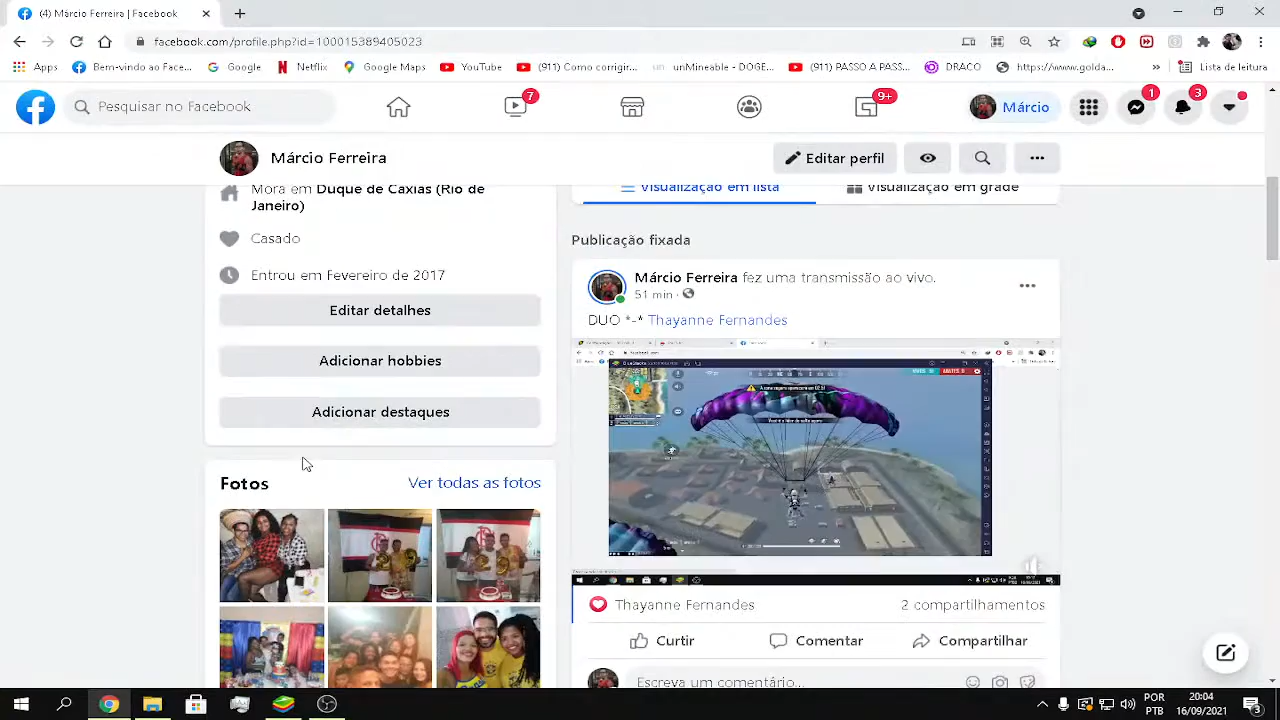 (4) Márcio Ferreira | Facebook
facebook.com/profile.php?id=100015389405023
Apps
Bem-vindo ao Face...
Google
Netflix
Google Maps
YouTube
(911) Como corrigir...
unMineable - DOGE...
(911) PASSO A PASS...
DRACO
https://www.golda...
»
Lista de leitura
Pesquisar no Facebook
7
9+
Márcio
1
3
Márcio Ferreira
Editar perfil
Mora em Duque de Caxias (Rio de
Janeiro)
Casado
Entrou em Fevereiro de 2017
Editar detalhes
Adicionar hobbies
Adicionar destaques
Fotos
Ver todas as fotos
Visualização em lista
Visualização em grade
Publicação fixada
Márcio Ferreira fez uma transmissão ao vivo.
51 min ·
DUO *-* Thayanne Fernandes
Thayanne Fernandes
2 compartilhamentos
Curtir
Comentar
Compartilhar
Escreva um comentário...
POR
PTB
20:04
16/09/2021
3